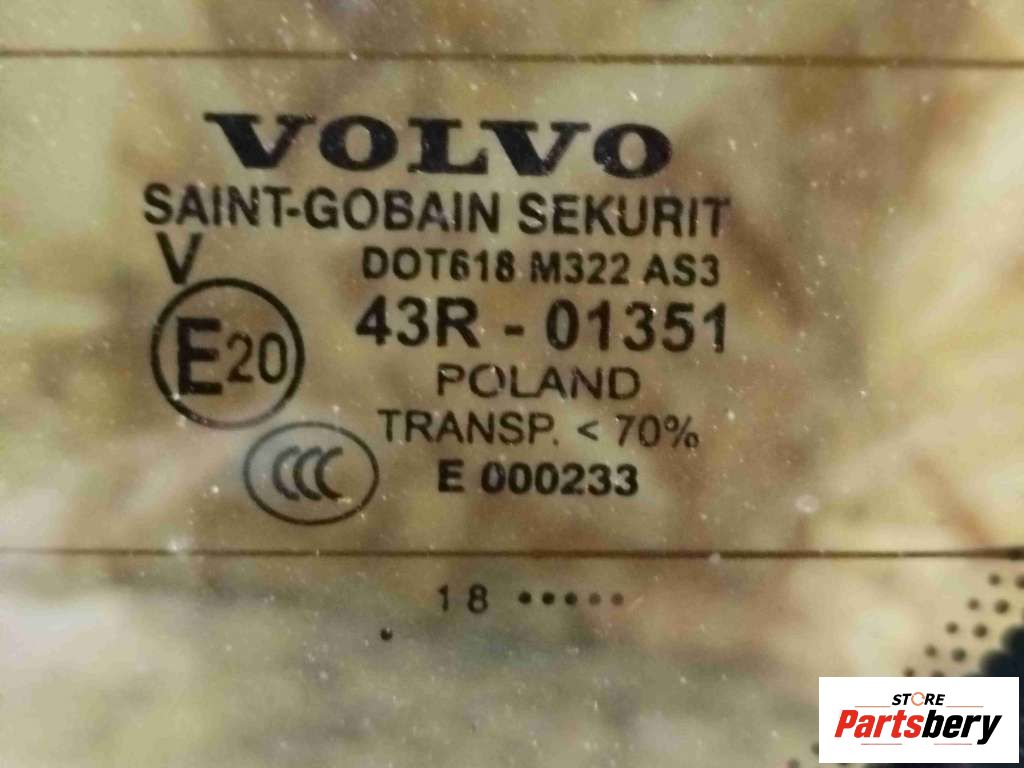 VOLVO
SAINT-GOBAIN SEKURIT
V
DOT618 M322 AS3
E20
43R - 01351
POLAND
TRANSP. < 70%
CCC
E 000233
18 •••••
STORE
Partsbery